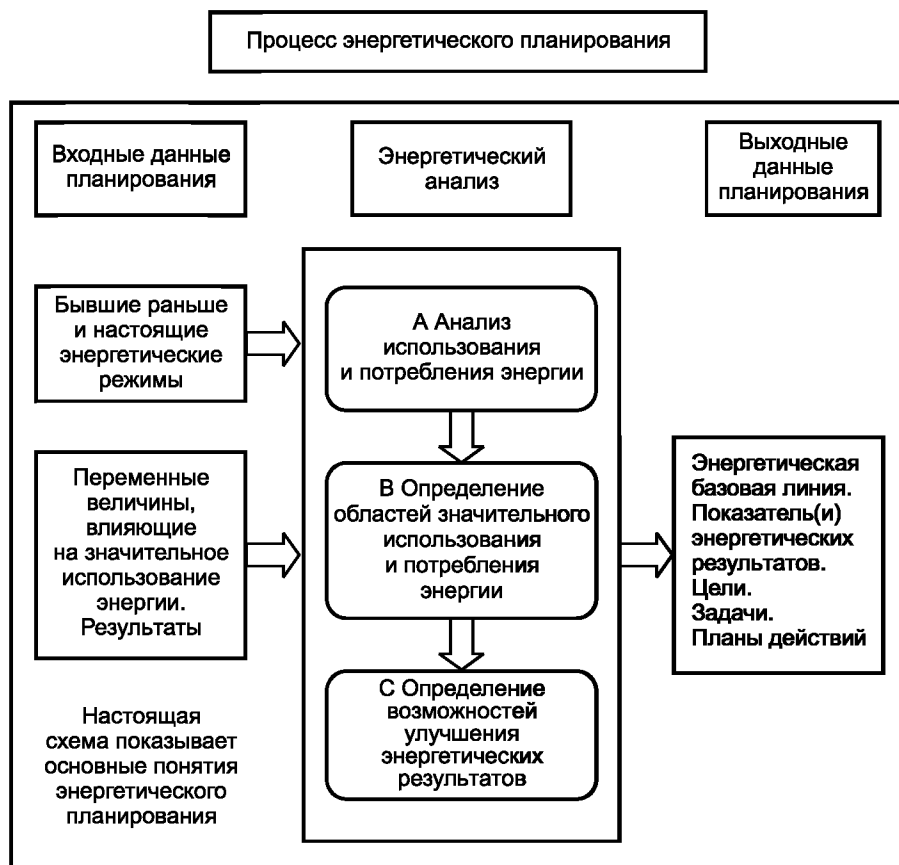 Процесс энергетического планирования
Входные данные
планирования
Энергетический
анализ
Выходные
данные
планирования
Бывшие раньше
и настоящие
энергетические
режимы
А Анализ
использования
и потребления энергии
Переменные
величины,
влияющие
на значительное
использование
энергии.
Результаты
В Определение
областей значительного
использования
и потребления
энергии
Энергетическая
базовая линия.
Показатель(и)
энергетических
результатов.
Цели.
Задачи.
Планы действий
С Определение
возможностей
улучшения
энергетических
результатов
Настоящая
схема показывает
основные понятия
энергетического
планирования